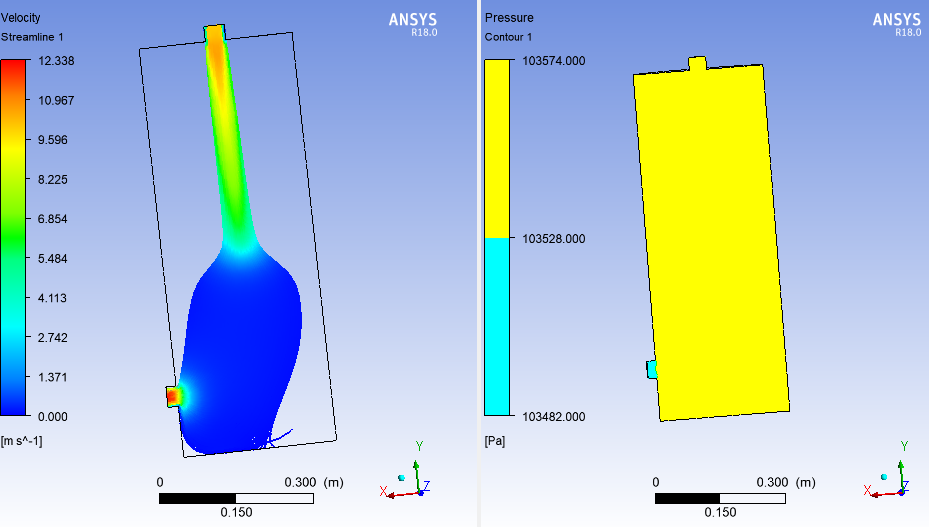 Velocity
Streamline 1
ANSYS
R18.0
12.338
10.967
9.596
8.225
6.854
5.484
4.113
2.742
1.371
0.000
[m s^-1]
0
0.300
(m)
0.150
Y
X
Z
Pressure
Contour 1
ANSYS
R18.0
103574.000
103528.000
103482.000
[Pa]
0
0.300
(m)
0.150
Y
X
Z